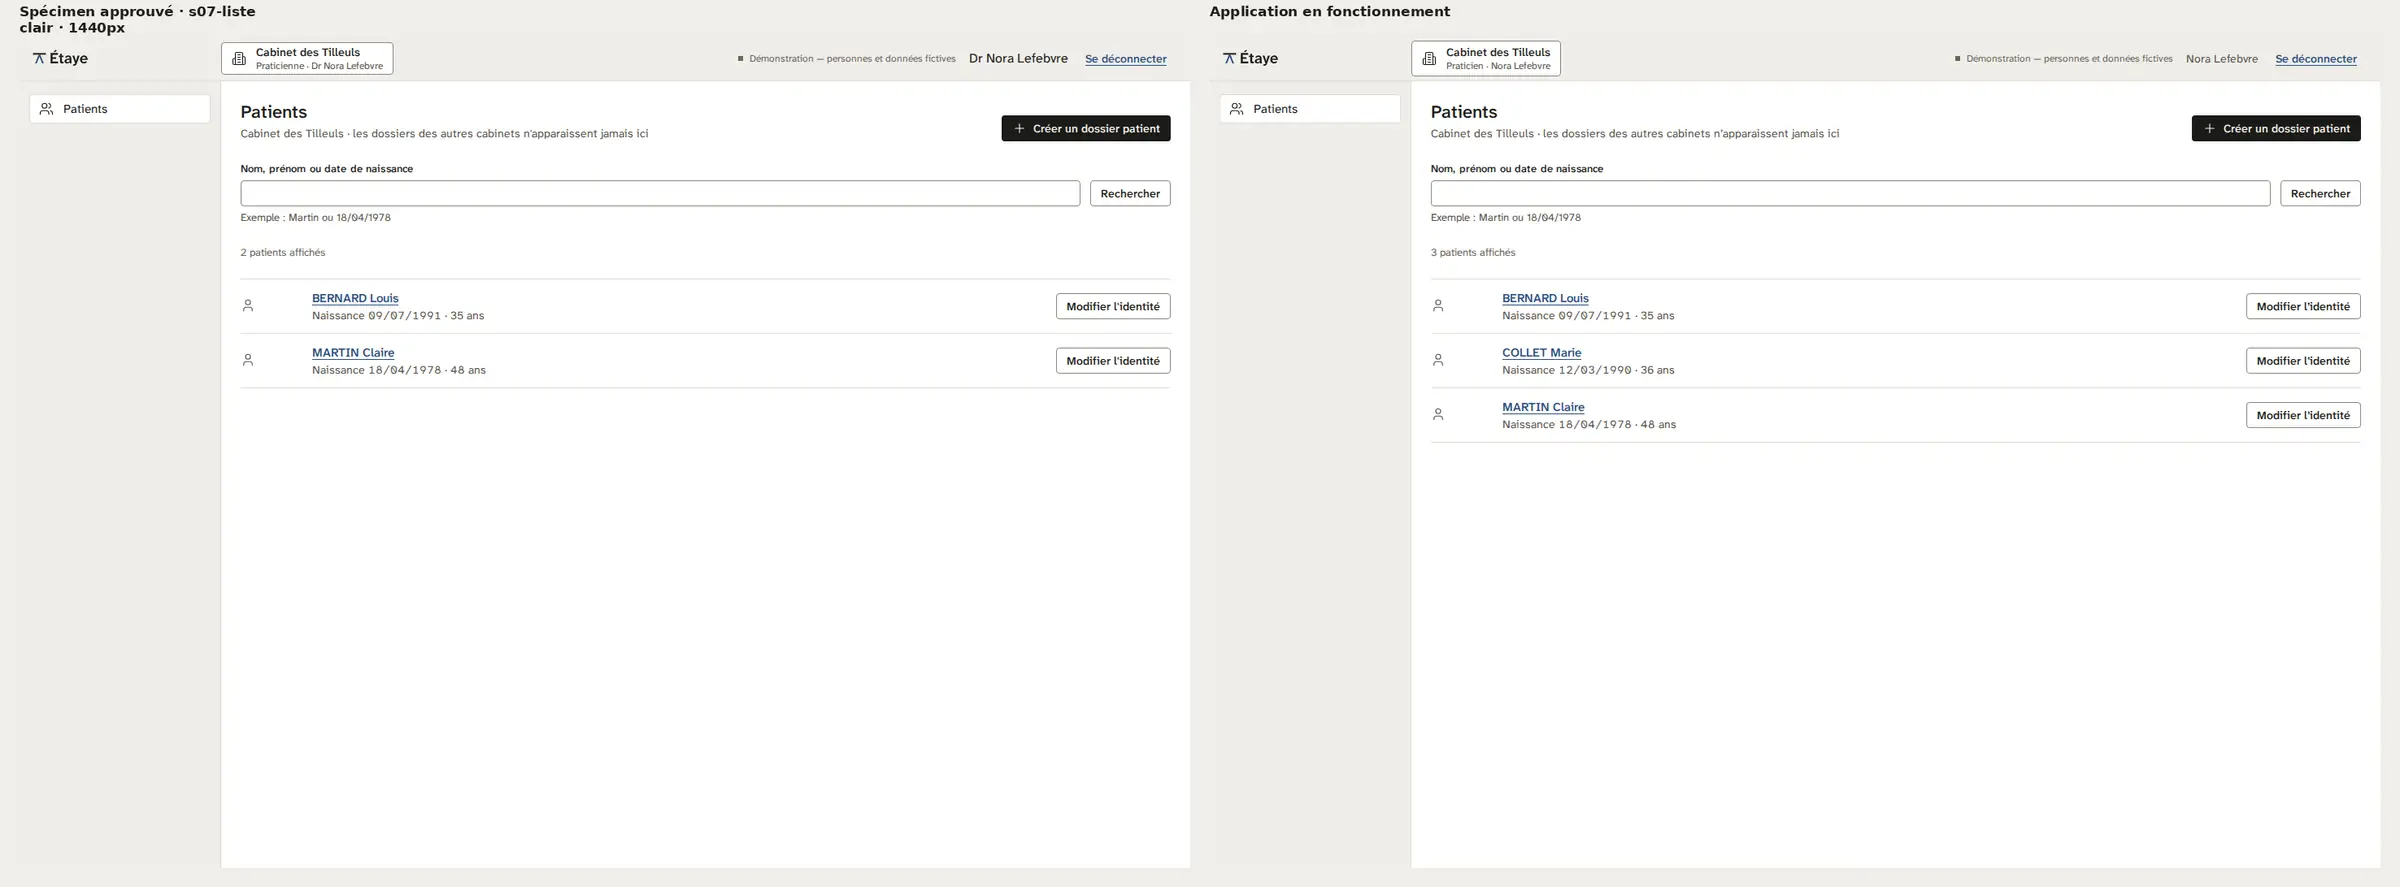 Spécimen approuvé · s07-liste
clair · 1440px
Étaye
Cabinet des Tilleuls
Praticienne · Dr Nora Lefebvre
Démonstration — personnes et données fictives
Dr Nora Lefebvre
Se déconnecter
Patients
Patients
Cabinet des Tilleuls · les dossiers des autres cabinets n'apparaissent jamais ici
Créer un dossier patient
Nom, prénom ou date de naissance
Rechercher
Exemple : Martin ou 18/04/1978
2 patients affichés
BERNARD Louis
Naissance 09/07/1991 · 35 ans
Modifier l'identité
MARTIN Claire
Naissance 18/04/1978 · 48 ans
Modifier l'identité
Application en fonctionnement
Étaye
Cabinet des Tilleuls
Praticien · Nora Lefebvre
Démonstration — personnes et données fictives
Nora Lefebvre
Se déconnecter
Patients
Patients
Cabinet des Tilleuls · les dossiers des autres cabinets n'apparaissent jamais ici
Créer un dossier patient
Nom, prénom ou date de naissance
Rechercher
Exemple : Martin ou 18/04/1978
3 patients affichés
BERNARD Louis
Naissance 09/07/1991 · 35 ans
Modifier l'identité
COLLET Marie
Naissance 12/03/1990 · 36 ans
Modifier l'identité
MARTIN Claire
Naissance 18/04/1978 · 48 ans
Modifier l'identité